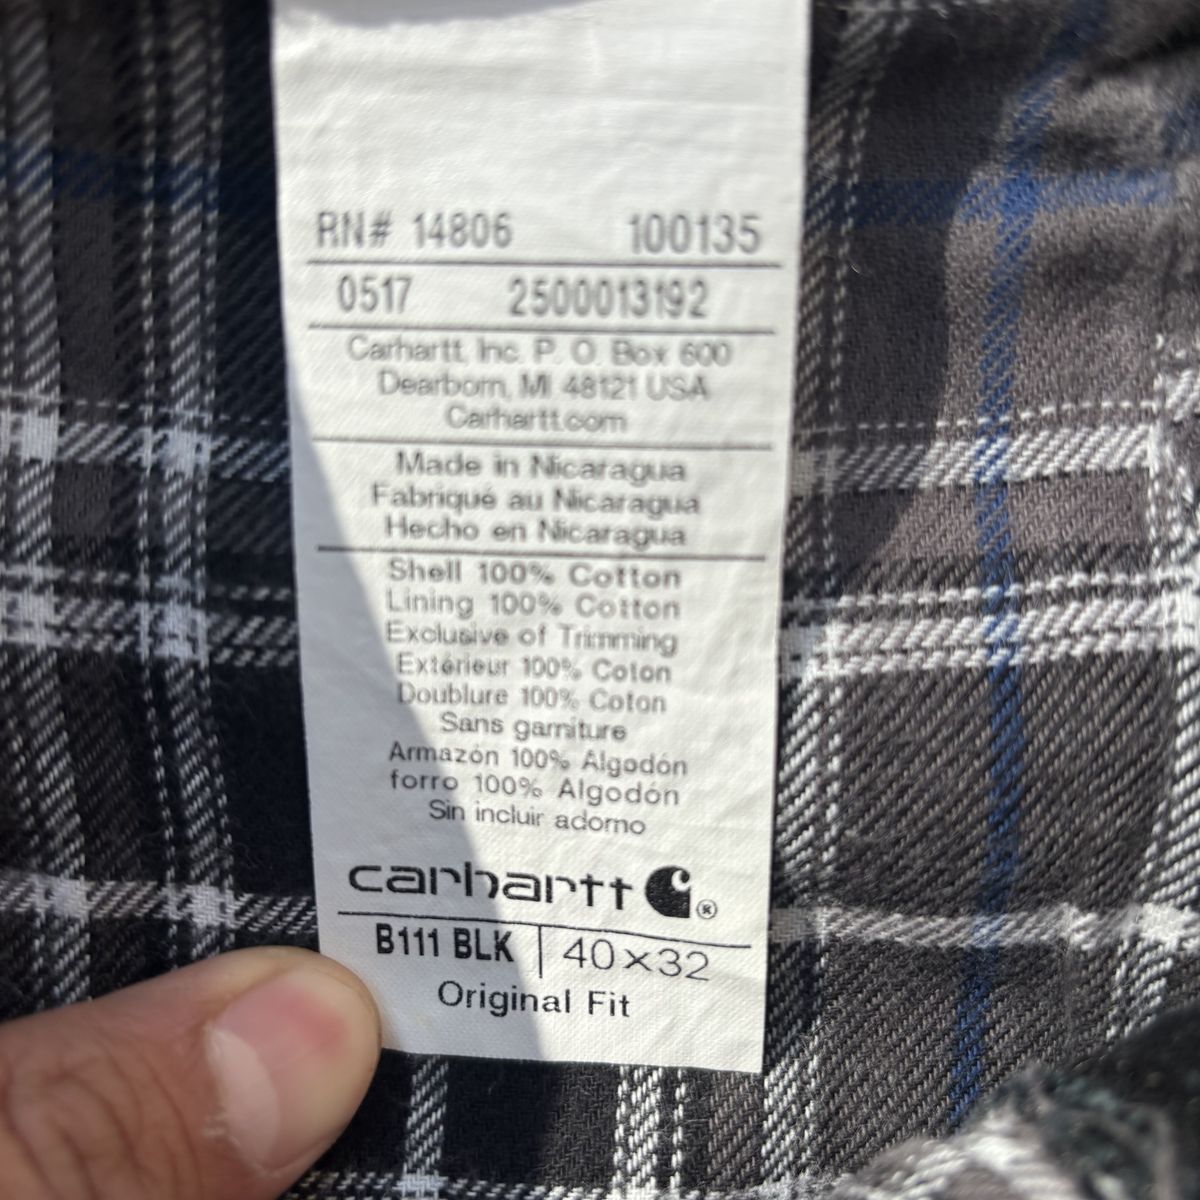 RN# 14806 100135
0517 2500013192
Carhartt, Inc. P. O. Box 600
Dearborn, MI 48121 USA
Carhartt.com
Made in Nicaragua
Fabriqué au Nicaragua
Hecho en Nicaragua
Shell 100% Cotton
Lining 100% Cotton
Exclusive of Trimming
Extérieur 100% Coton
Doublure 100% Coton
Sans garniture
Armazón 100% Algodón
forro 100% Algodón
Sin incluir adorno
carhartt ®
B111 BLK 40×32
Original Fit